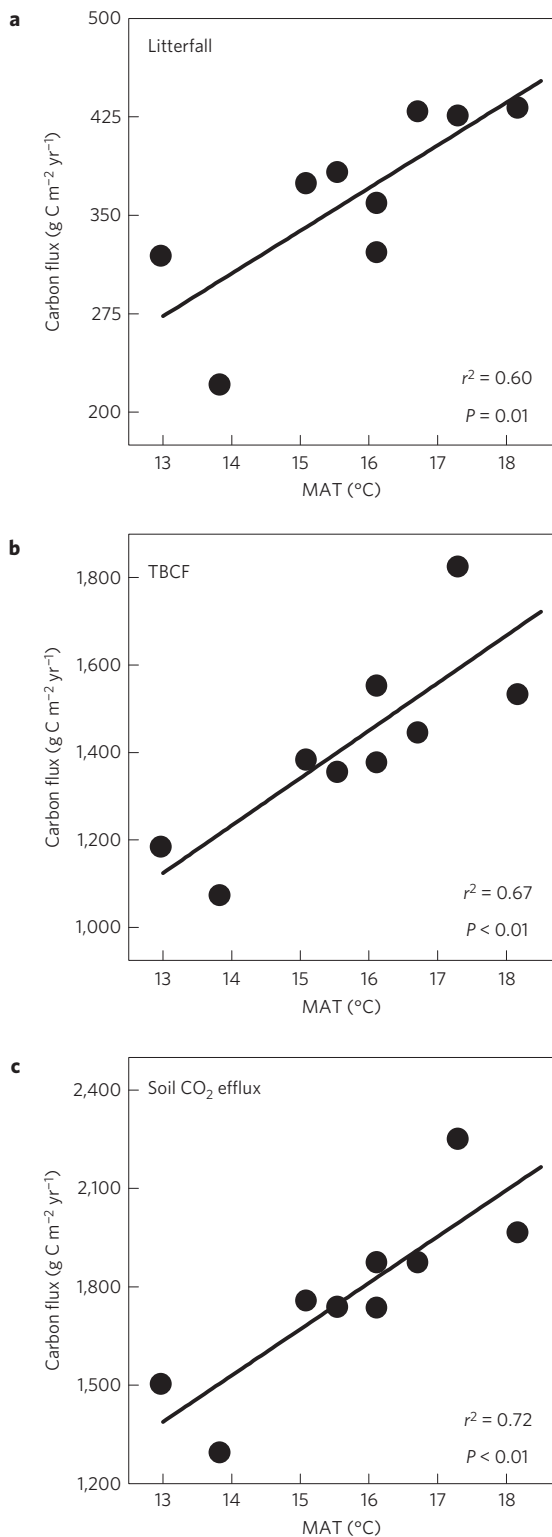 a
500
Litterfall
425
350
275
200
Carbon flux (g C m⁻² yr⁻¹)
r² = 0.60
P = 0.01
13 14 15 16 17 18
MAT (°C)
b
TBCF
1,800
1,600
1,400
1,200
1,000
Carbon flux (g C m⁻² yr⁻¹)
r² = 0.67
P < 0.01
13 14 15 16 17 18
MAT (°C)
c
2,400
Soil CO₂ efflux
2,100
1,800
1,500
1,200
Carbon flux (g C m⁻² yr⁻¹)
r² = 0.72
P < 0.01
13 14 15 16 17 18
MAT (°C)